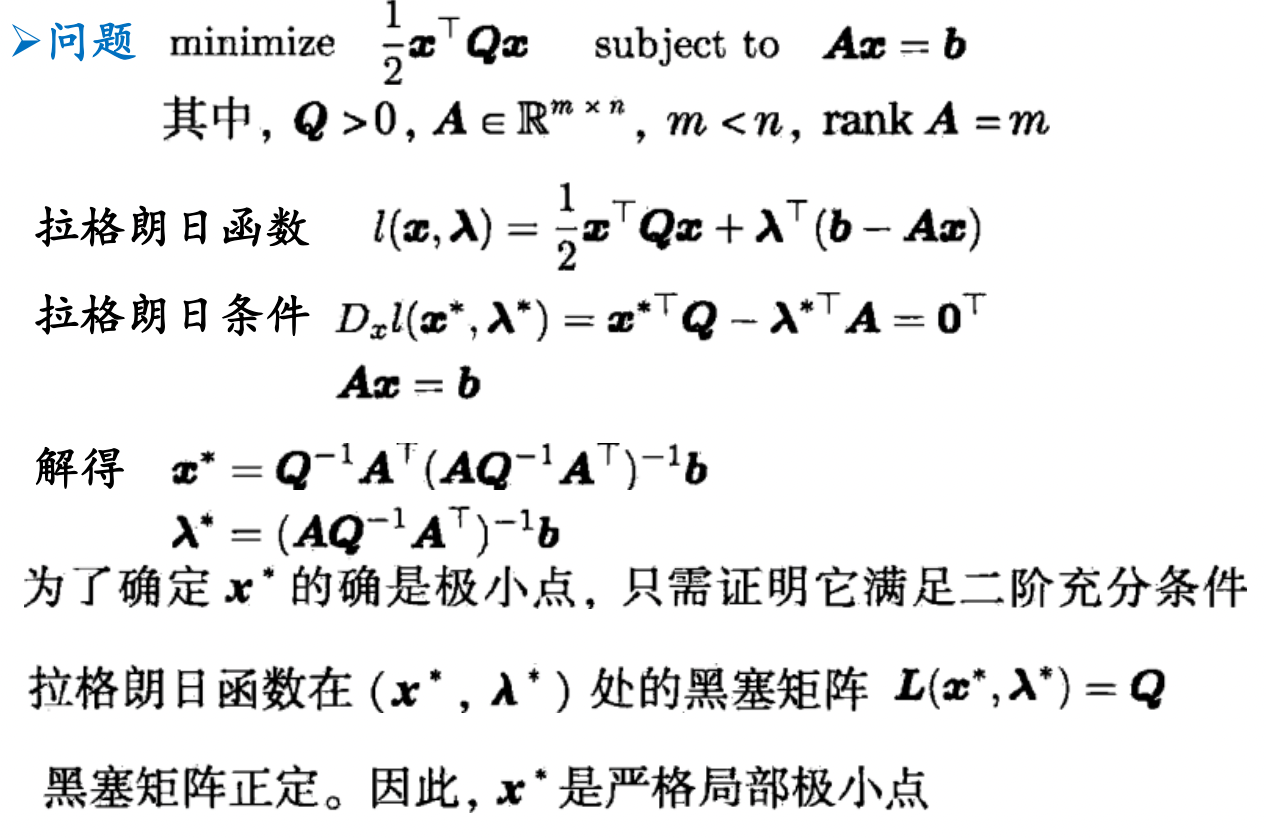 ➢问题 minimize $\frac{1}{2}\boldsymbol{x}^\top \boldsymbol{Q}\boldsymbol{x}$ subject to $\boldsymbol{A}\boldsymbol{x} = \boldsymbol{b}$
其中, $\boldsymbol{Q} > 0$, $\boldsymbol{A} \in \mathbb{R}^{m \times n}$, $m < n$, rank $\boldsymbol{A} = m$
拉格朗日函数 $l(\boldsymbol{x}, \boldsymbol{\lambda}) = \frac{1}{2}\boldsymbol{x}^\top \boldsymbol{Q}\boldsymbol{x} + \boldsymbol{\lambda}^\top(\boldsymbol{b} - \boldsymbol{A}\boldsymbol{x})$
拉格朗日条件 $D_x l(\boldsymbol{x}^*, \boldsymbol{\lambda}^*) = \boldsymbol{x}^{*\top}\boldsymbol{Q} - \boldsymbol{\lambda}^{*\top}\boldsymbol{A} = \boldsymbol{0}^\top$
$\boldsymbol{A}\boldsymbol{x} = \boldsymbol{b}$
解得 $\boldsymbol{x}^* = \boldsymbol{Q}^{-1}\boldsymbol{A}^\top(\boldsymbol{A}\boldsymbol{Q}^{-1}\boldsymbol{A}^\top)^{-1}\boldsymbol{b}$
$\boldsymbol{\lambda}^* = (\boldsymbol{A}\boldsymbol{Q}^{-1}\boldsymbol{A}^\top)^{-1}\boldsymbol{b}$
为了确定 $\boldsymbol{x}^*$ 的确是极小点, 只需证明它满足二阶充分条件
拉格朗日函数在 ($\boldsymbol{x}^*$, $\boldsymbol{\lambda}^*$) 处的黑塞矩阵 $\boldsymbol{L}(\boldsymbol{x}^*, \boldsymbol{\lambda}^*) = \boldsymbol{Q}$
黑塞矩阵正定。因此, $\boldsymbol{x}^*$ 是严格局部极小点